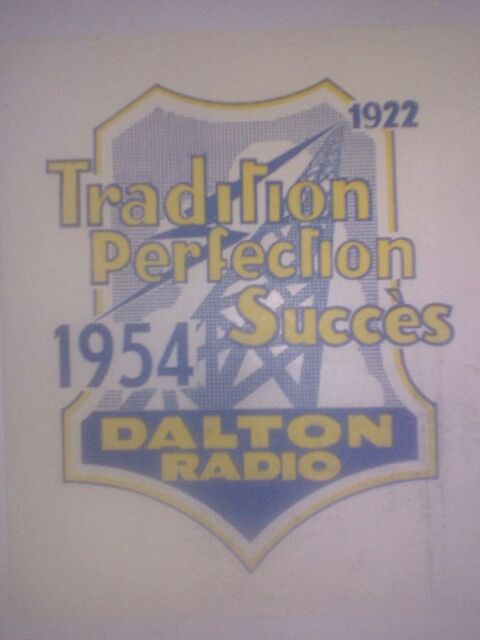 1922
Tradition
Perfection
Succès
1954
DALTON
RADIO